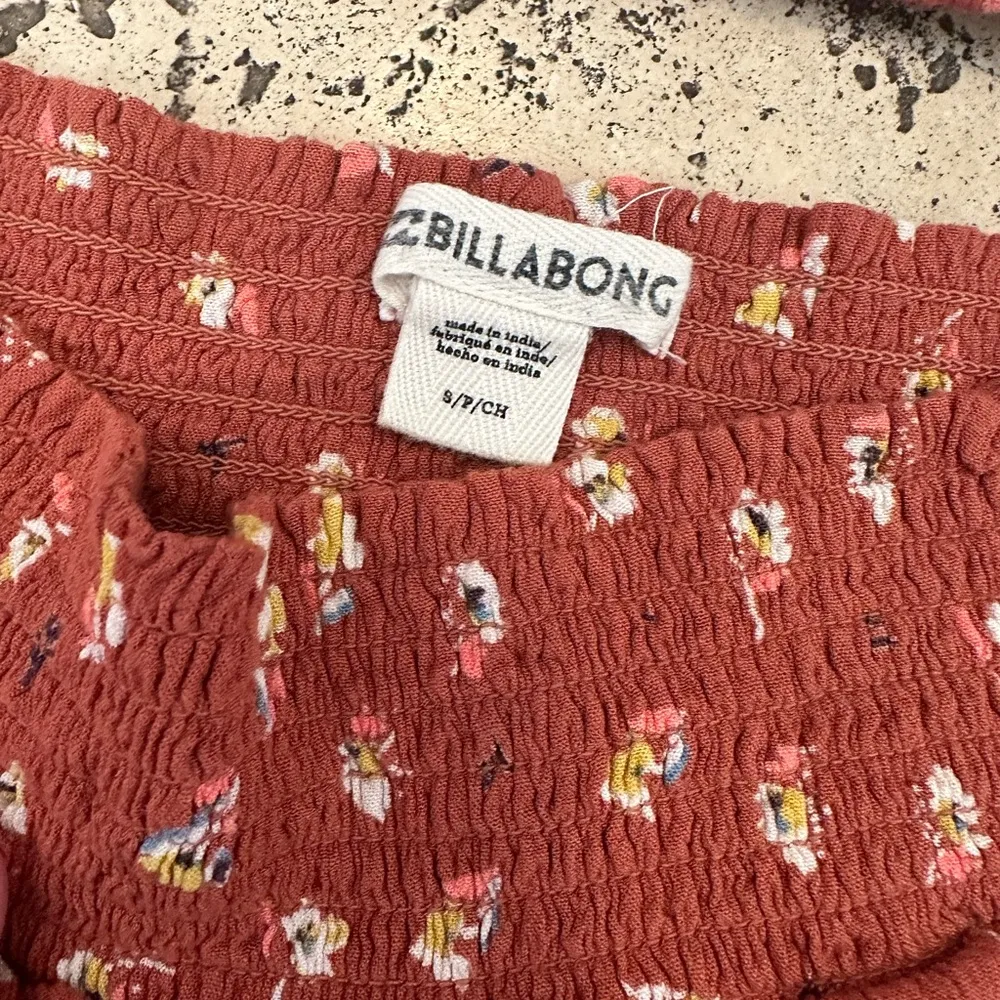 BILLABONG
made in india/
fabriqué en inde/
hecho en india
S/P/CH